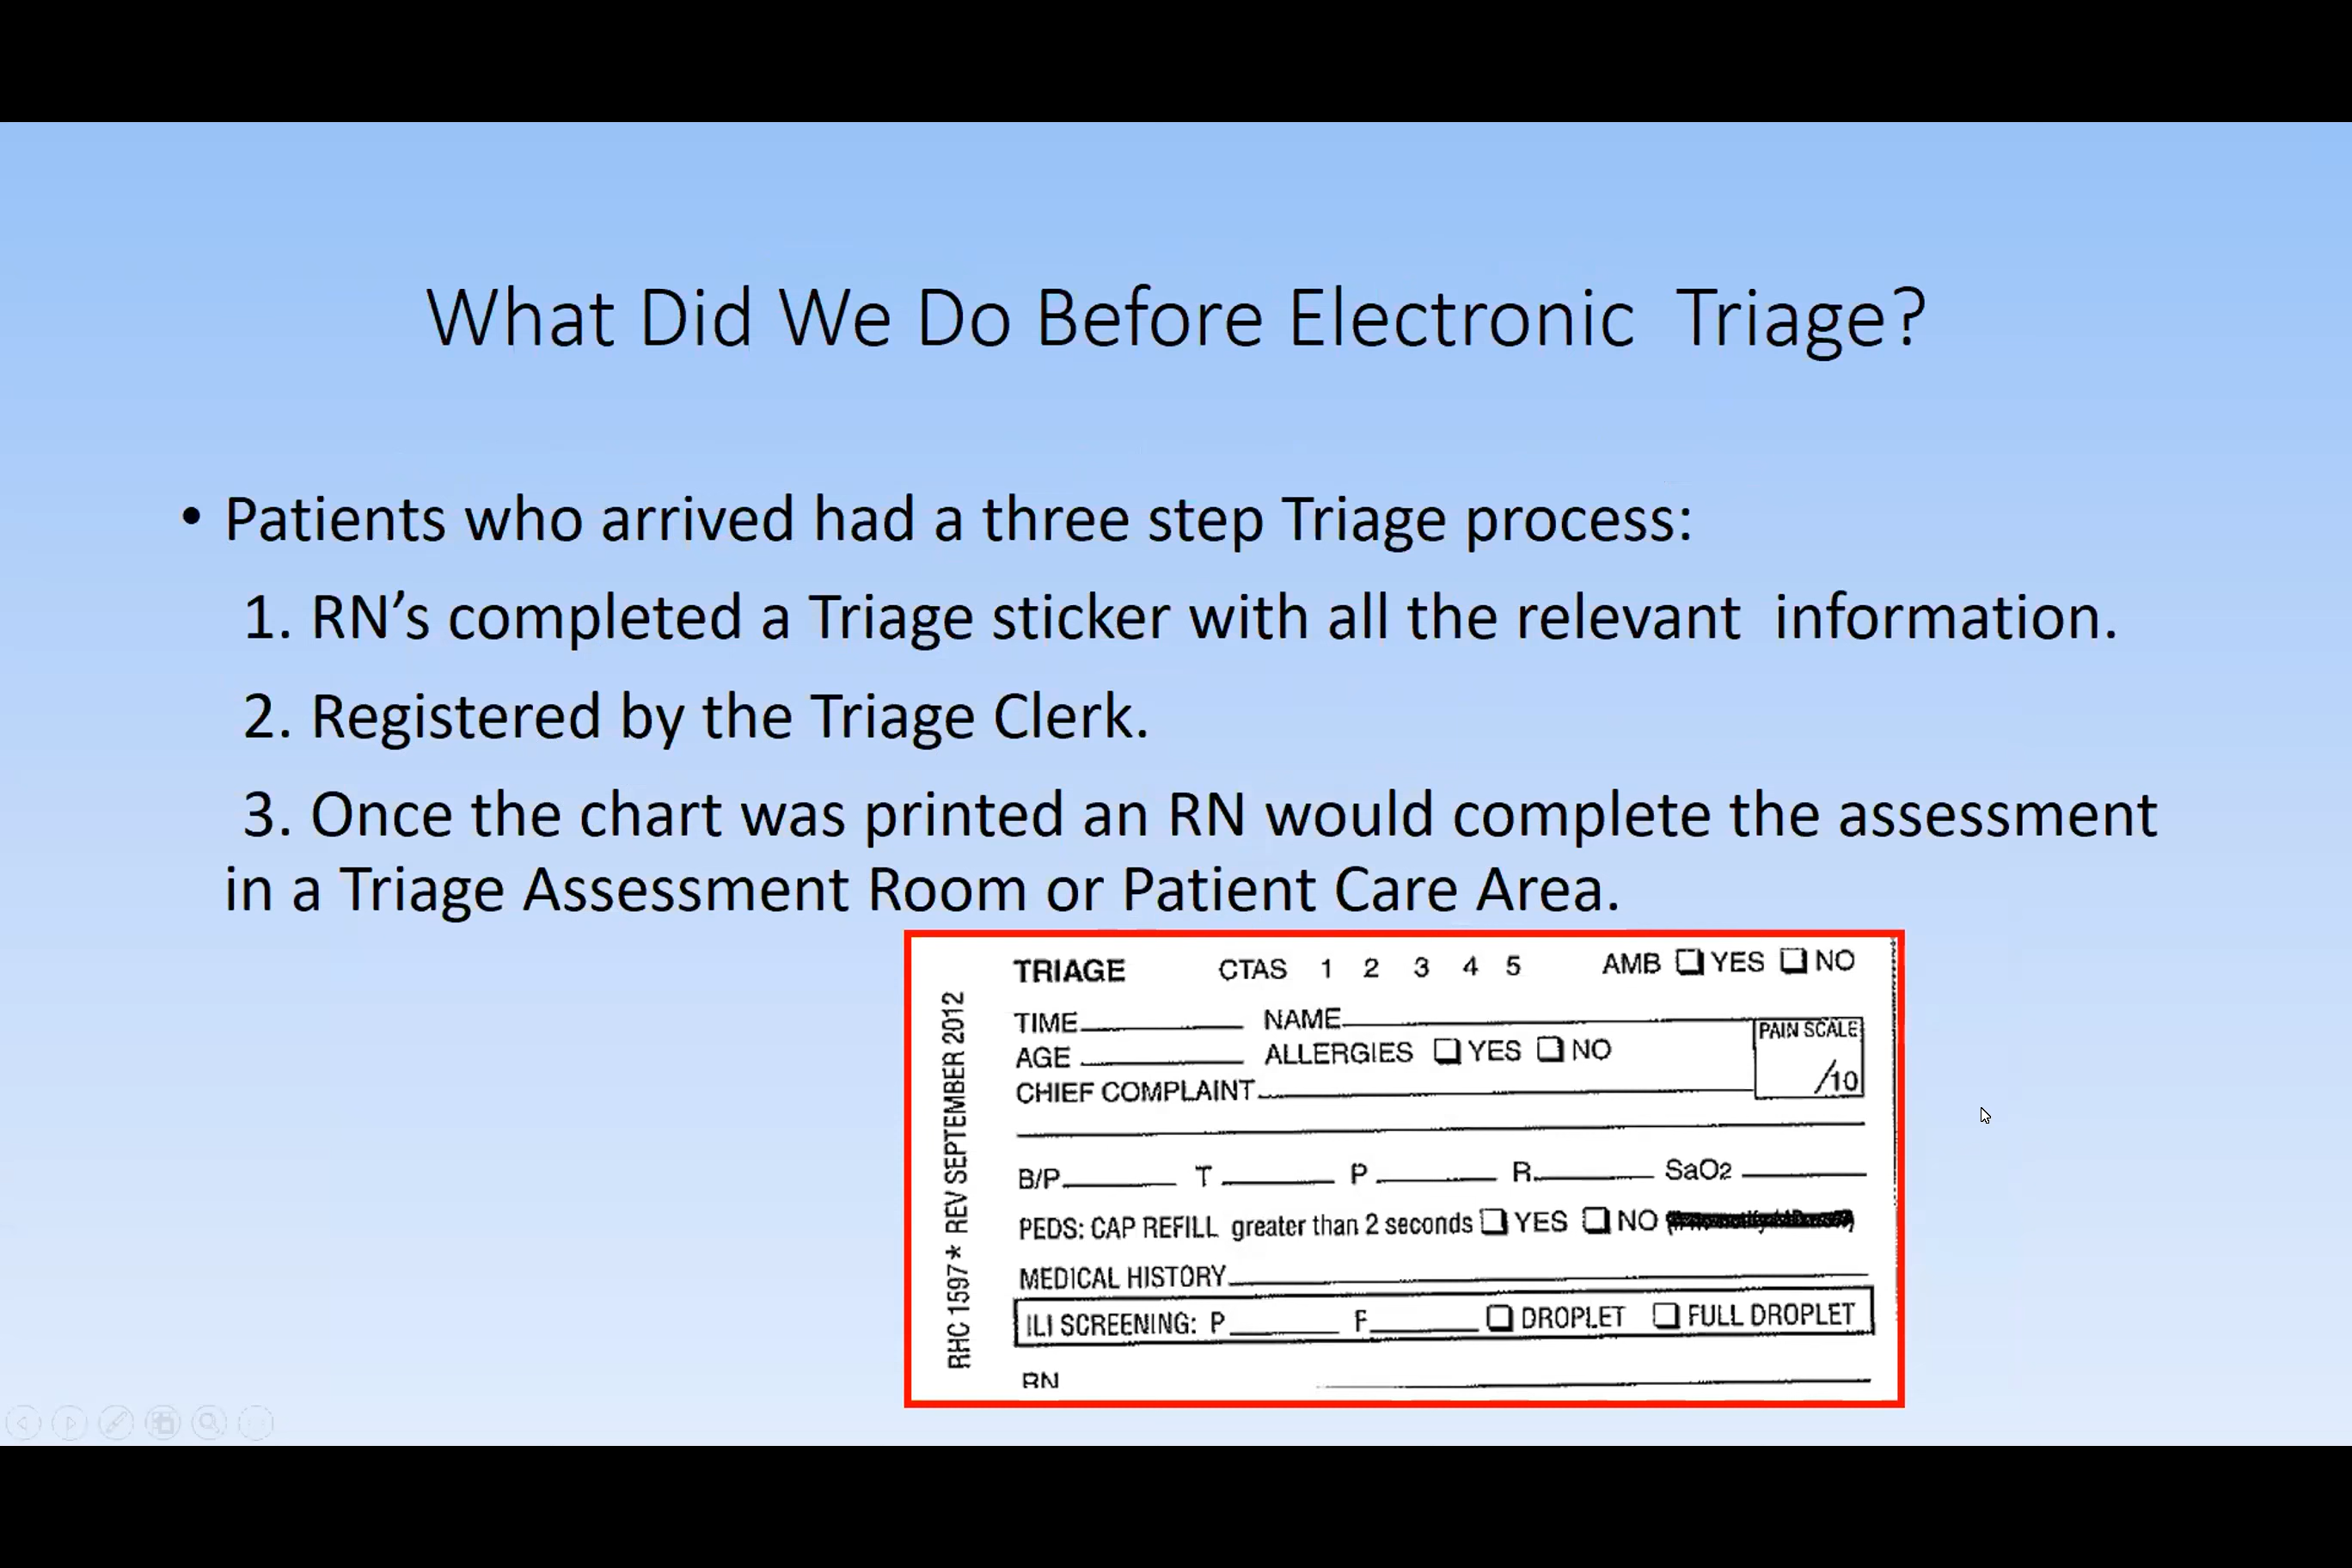 What Did We Do Before Electronic  Triage?
• Patients who arrived had a three step Triage process:
1. RN’s completed a Triage sticker with all the relevant  information.
2. Registered by the Triage Clerk.
3. Once the chart was printed an RN would complete the assessment
in a Triage Assessment Room or Patient Care Area.
RHC 1597* REV SEPTEMBER 2012
TRIAGE CTAS 1 2 3 4 5 AMB ❏ YES ❏ NO
TIME NAME
PAIN SCALE
AGE ALLERGIES ❏ YES ❏ NO
/10
CHIEF COMPLAINT
B/P T P R SaO2
PEDS: CAP REFILL greater than 2 seconds ❏ YES ❏ NO
MEDICAL HISTORY
ILI SCREENING: P F ❏ DROPLET ❏ FULL DROPLET
RN